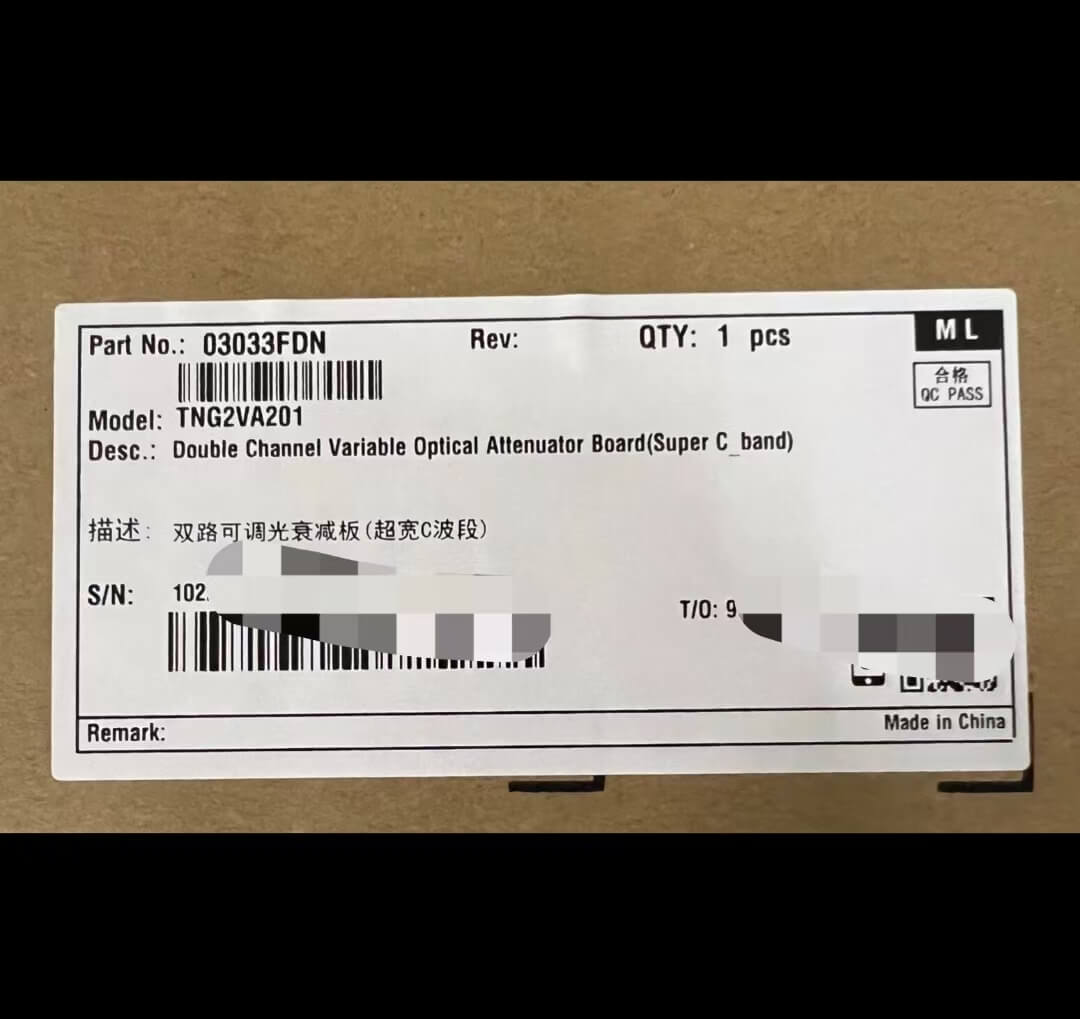 Part No.: 03033FDN Rev: QTY: 1 pcs ML
合格
QC PASS
Model: TNG2VA201
Desc.: Double Channel Variable Optical Attenuator Board(Super C_band)
描述: 双路可调光衰减板(超宽C波段)
S/N: 102
T/O: 9
Remark:
Made in China